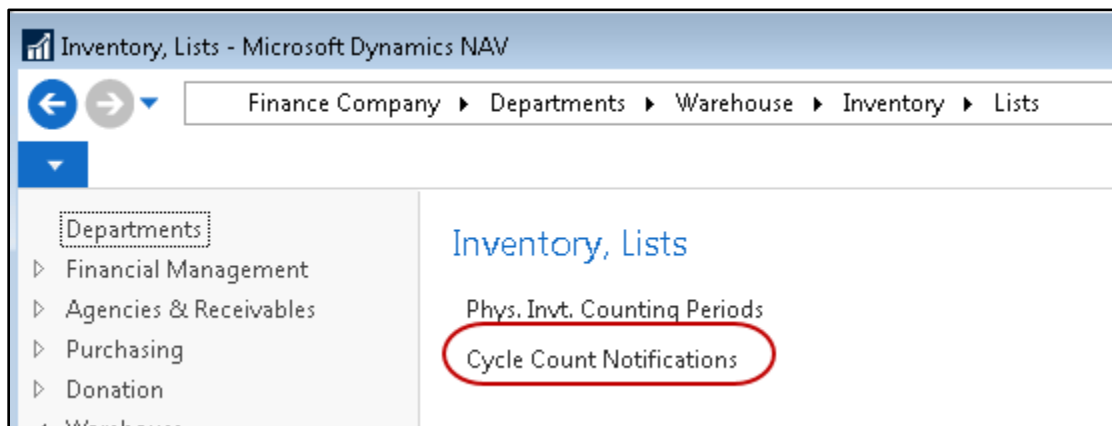 Inventory, Lists - Microsoft Dynamics NAV
Finance Company ▸ Departments ▸ Warehouse ▸ Inventory ▸ Lists
Departments
Financial Management
Agencies & Receivables
Purchasing
Donation
Warehouse
Inventory, Lists
Phys. Invt. Counting Periods
Cycle Count Notifications